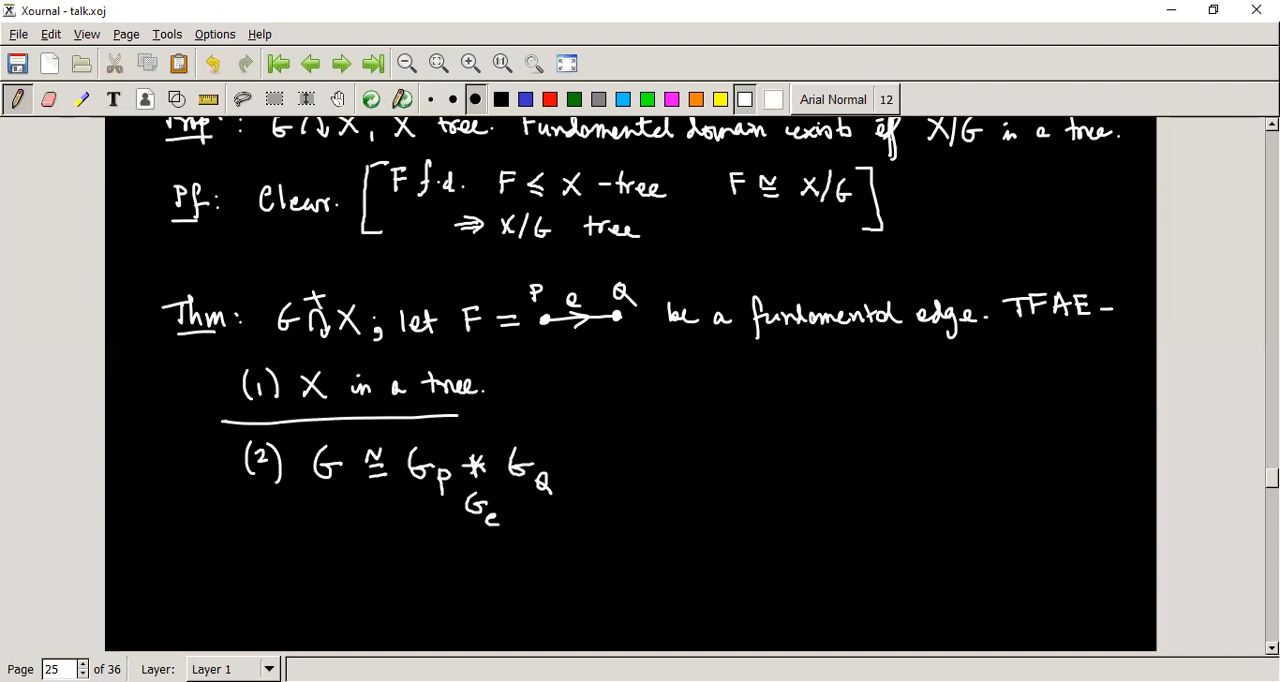 Xournal - talk.xoj
File Edit View Page Tools Options Help
Arial Normal 12
Prop: G ↷ X, X tree. Fundamental domain exists iff X/G is a tree.
Pf: Clear. [ F f.d. F ≤ X - tree F ≅ X/G ]
⇒ X/G tree
Thm: G ↷⁺ X; let F = P e Q be a fundamental edge. TFAE -
(1) X is a tree.
(2) G ≅ G_P * G_Q
G_e
Page 25 of 36 Layer: Layer 1